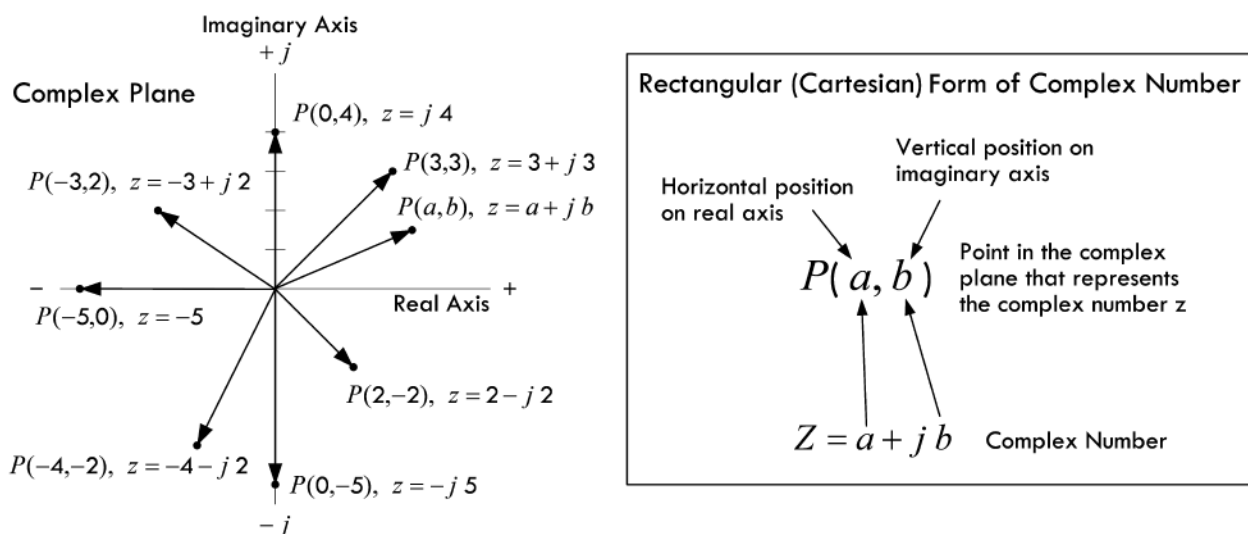 Imaginary Axis
+ j
Complex Plane
P(0,4), z = j 4
P(3,3), z = 3 + j 3
P(−3,2), z = −3 + j 2
P(a,b), z = a + j b
−
Real Axis
+
P(−5,0), z = −5
P(2,−2), z = 2 − j 2
P(−4,−2), z = −4 − j 2
P(0,−5), z = −j 5
− j
Rectangular (Cartesian) Form of Complex Number
Vertical position on
imaginary axis
Horizontal position
on real axis
P(a, b)
Point in the complex
plane that represents
the complex number z
Z = a + j b
Complex Number